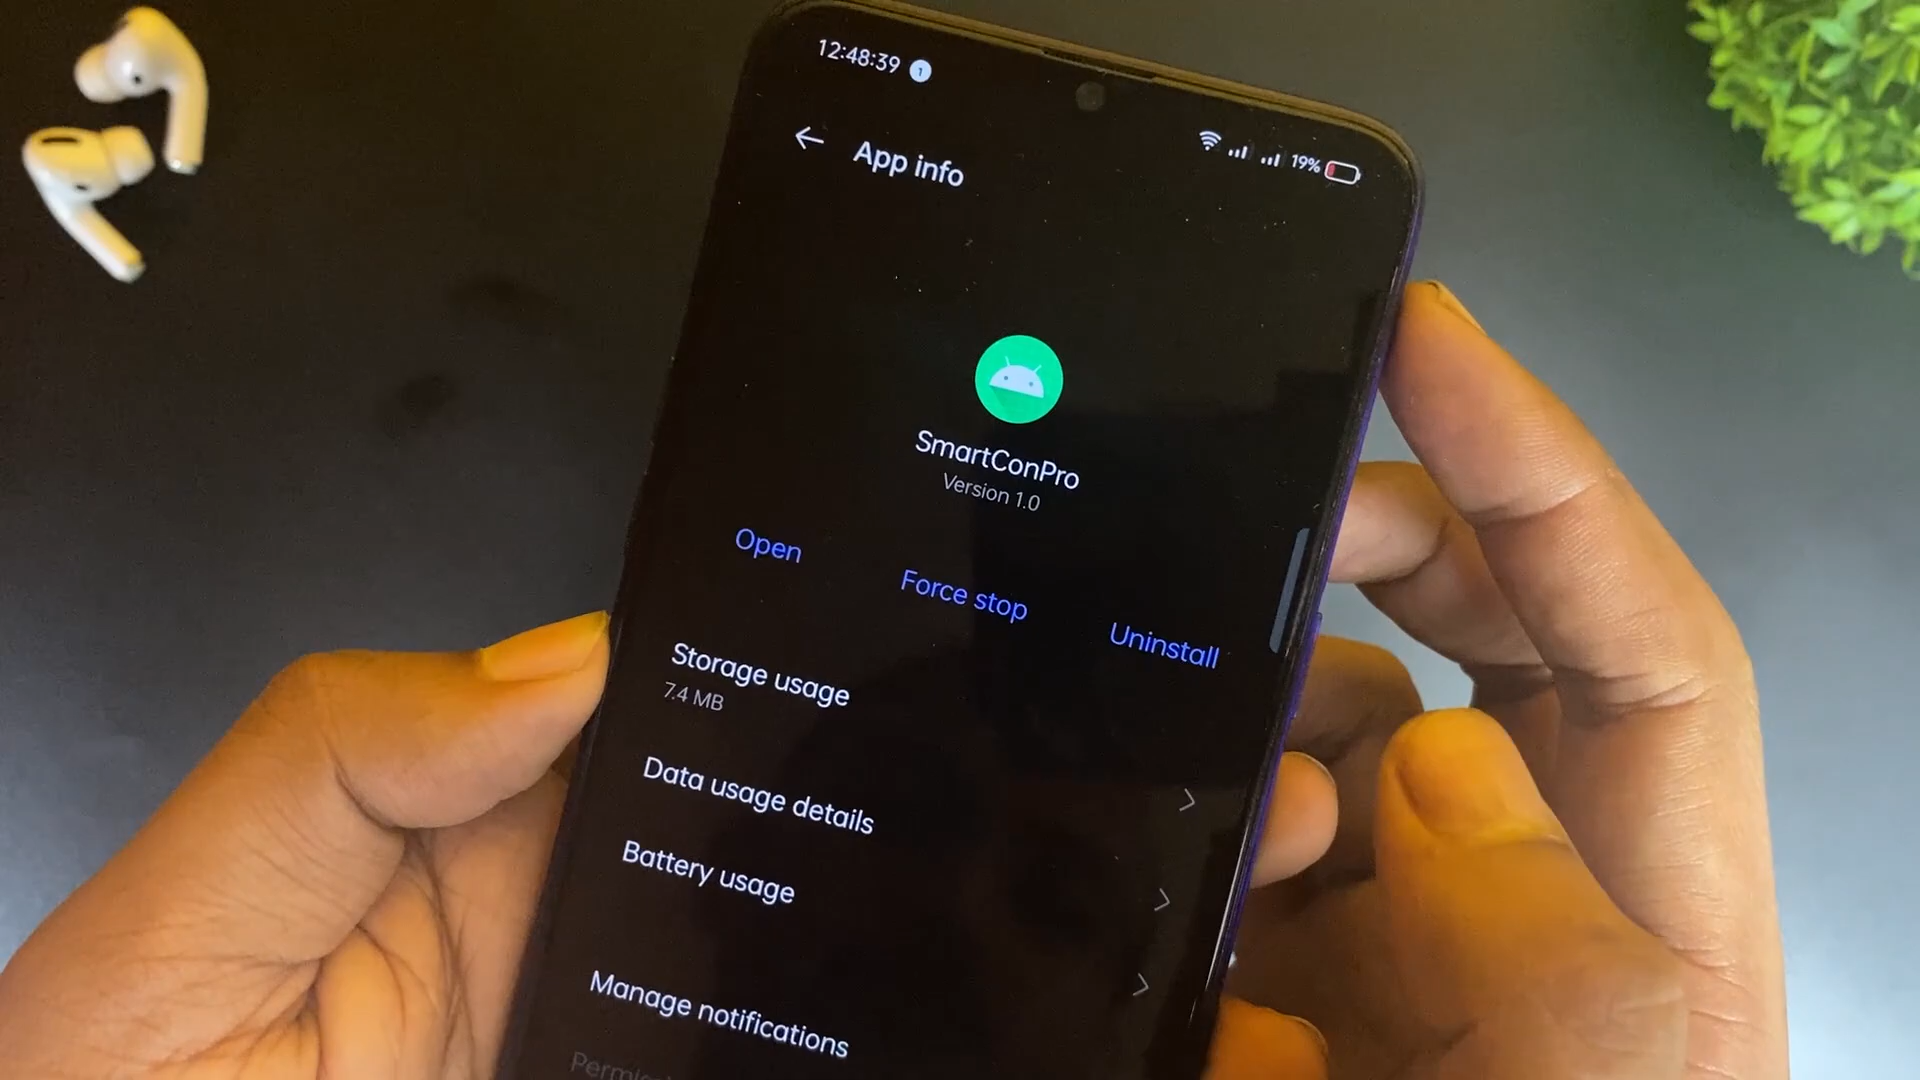 12:48:39 1
19%
App info
SmartConPro
Version 1.0
Open
Force stop
Uninstall
Storage usage
7.4 MB
Data usage details
Battery usage
Manage notifications